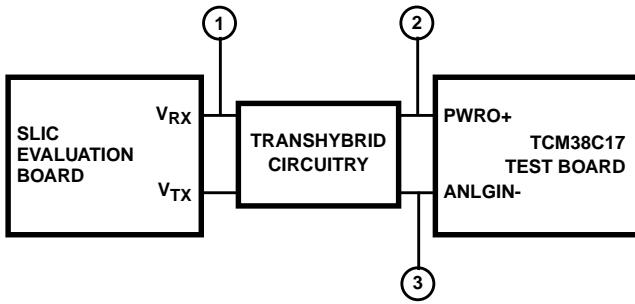 1
2
SLIC
EVALUATION
BOARD
VRX
VTX
TRANSHYBRID
CIRCUITRY
PWRO+
ANLGIN-
TCM38C17
TEST BOARD
3